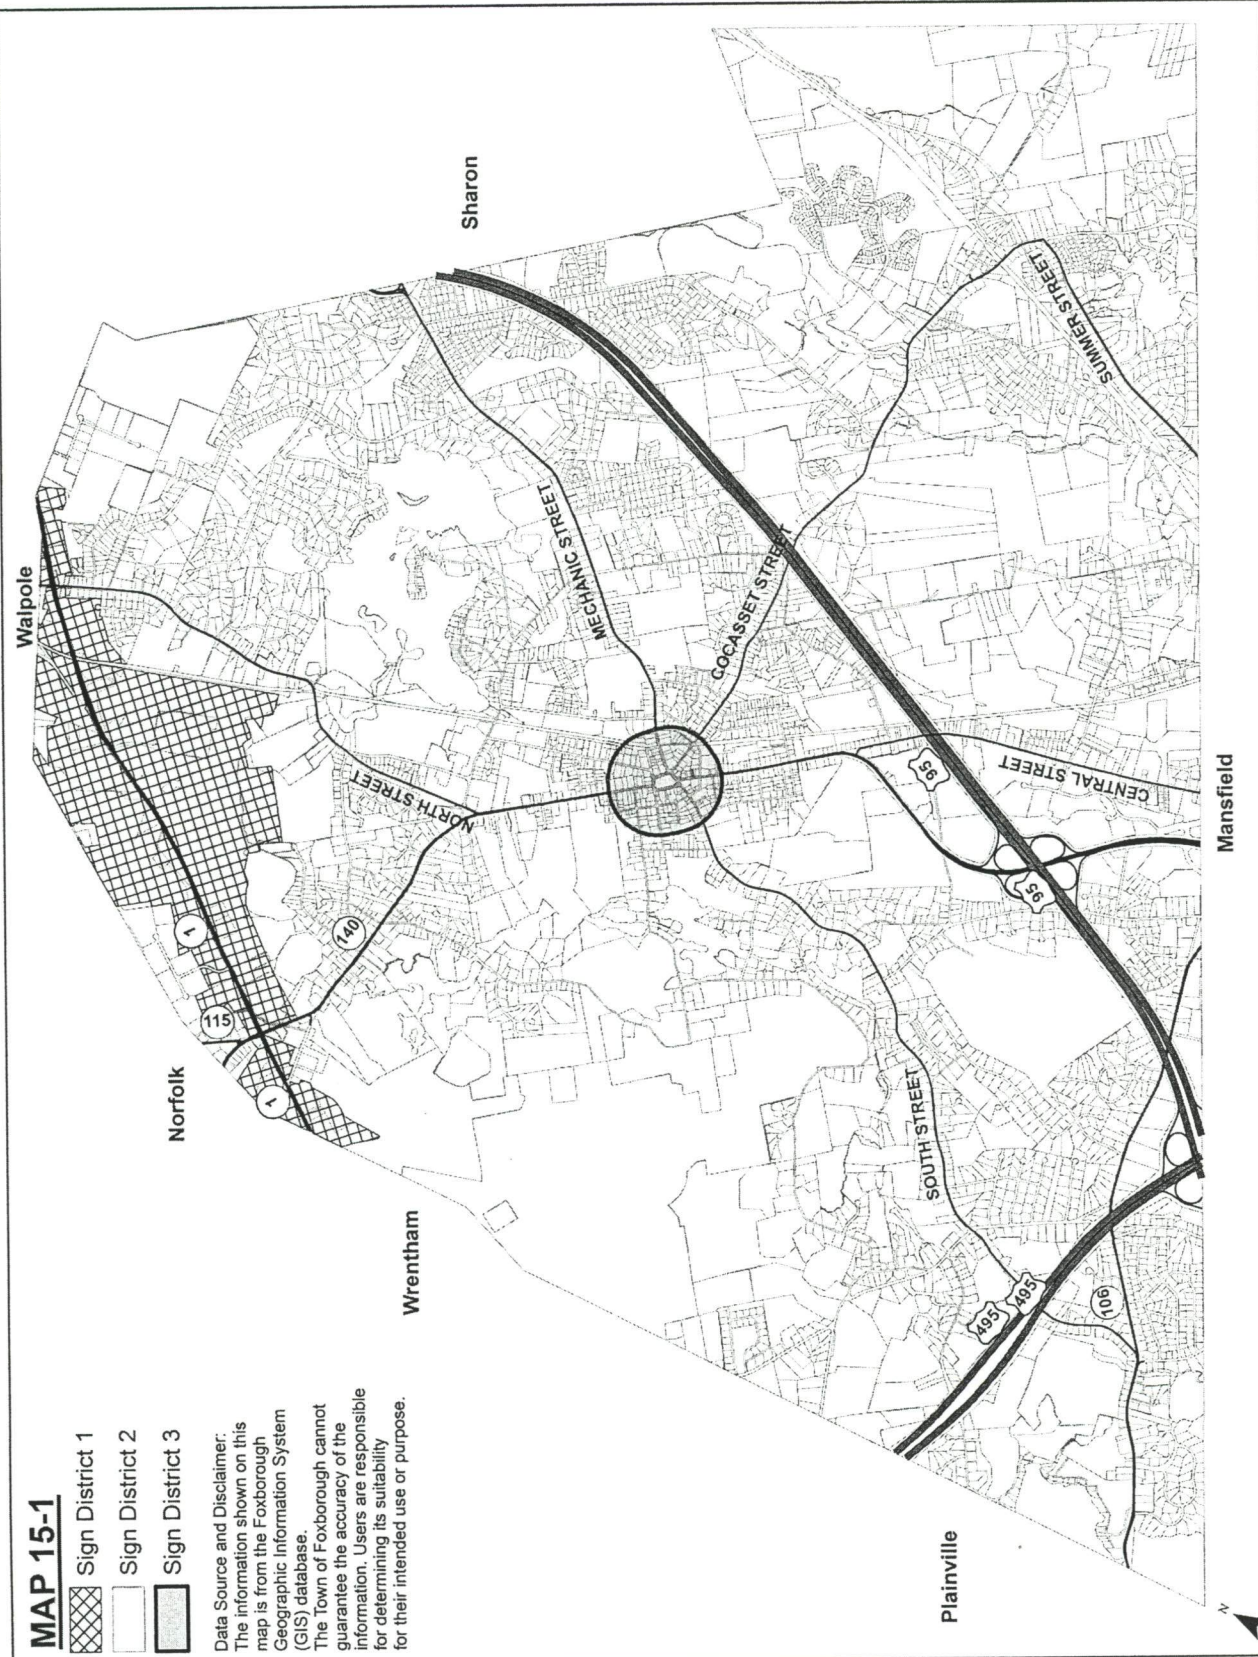 MAP 15-1
Sign District 1
Sign District 2
Sign District 3
Data Source and Disclaimer:
The information shown on this
map is from the Foxborough
Geographic Information System
(GIS) database.
The Town of Foxborough cannot
guarantee the accuracy of the
information. Users are responsible
for determining its suitability
for their intended use or purpose.
Walpole
Norfolk
Sharon
Wrentham
Plainville
Mansfield
1
115
1
140
NORTH STREET
MECHANIC STREET
COCASSET STREET
SUMMER STREET
CENTRAL STREET
SOUTH STREET
95
95
495
495
106
N